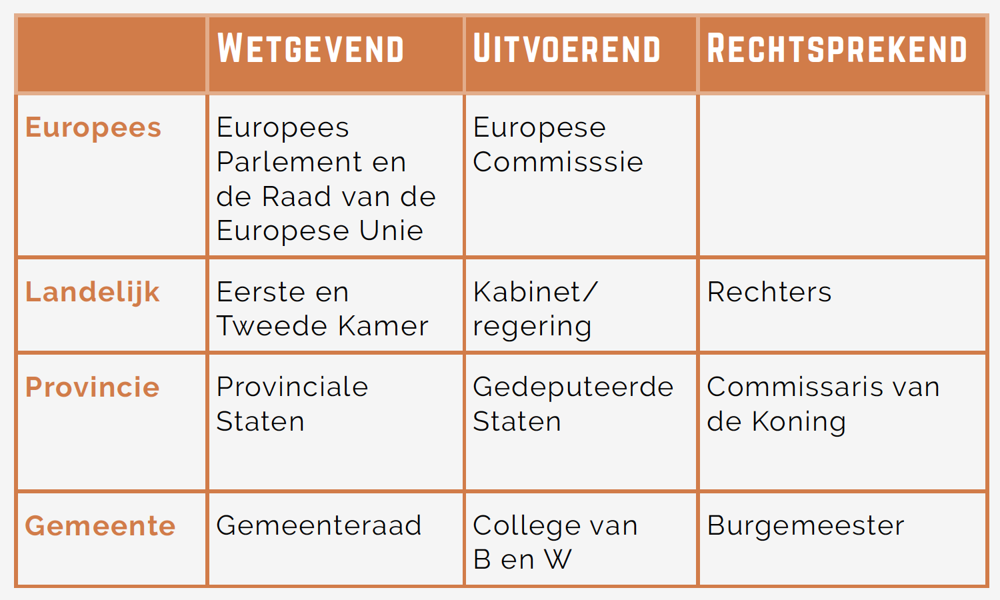 WETGEVEND UITVOEREND RECHTSPREKEND
Europees
Europees
Parlement en
de Raad van de
Europese Unie
Europese
Commisssie
Landelijk
Eerste en
Tweede Kamer
Kabinet/
regering
Rechters
Provincie
Provinciale
Staten
Gedeputeerde
Staten
Commissaris van
de Koning
Gemeente
Gemeenteraad
College van
B en W
Burgemeester